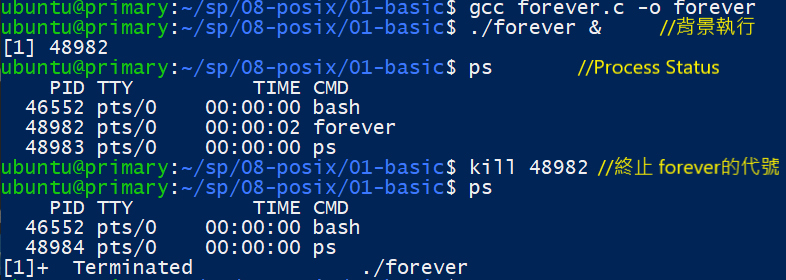 ubuntu@primary:~/sp/08-posix/01-basic$ gcc forever.c -o forever
ubuntu@primary:~/sp/08-posix/01-basic$ ./forever & //背景執行
[1] 48982
ubuntu@primary:~/sp/08-posix/01-basic$ ps //Process Status
PID TTY TIME CMD
46552 pts/0 00:00:00 bash
48982 pts/0 00:00:02 forever
48983 pts/0 00:00:00 ps
ubuntu@primary:~/sp/08-posix/01-basic$ kill 48982 //終止 forever的代號
ubuntu@primary:~/sp/08-posix/01-basic$ ps
PID TTY TIME CMD
46552 pts/0 00:00:00 bash
48984 pts/0 00:00:00 ps
[1]+ Terminated ./forever